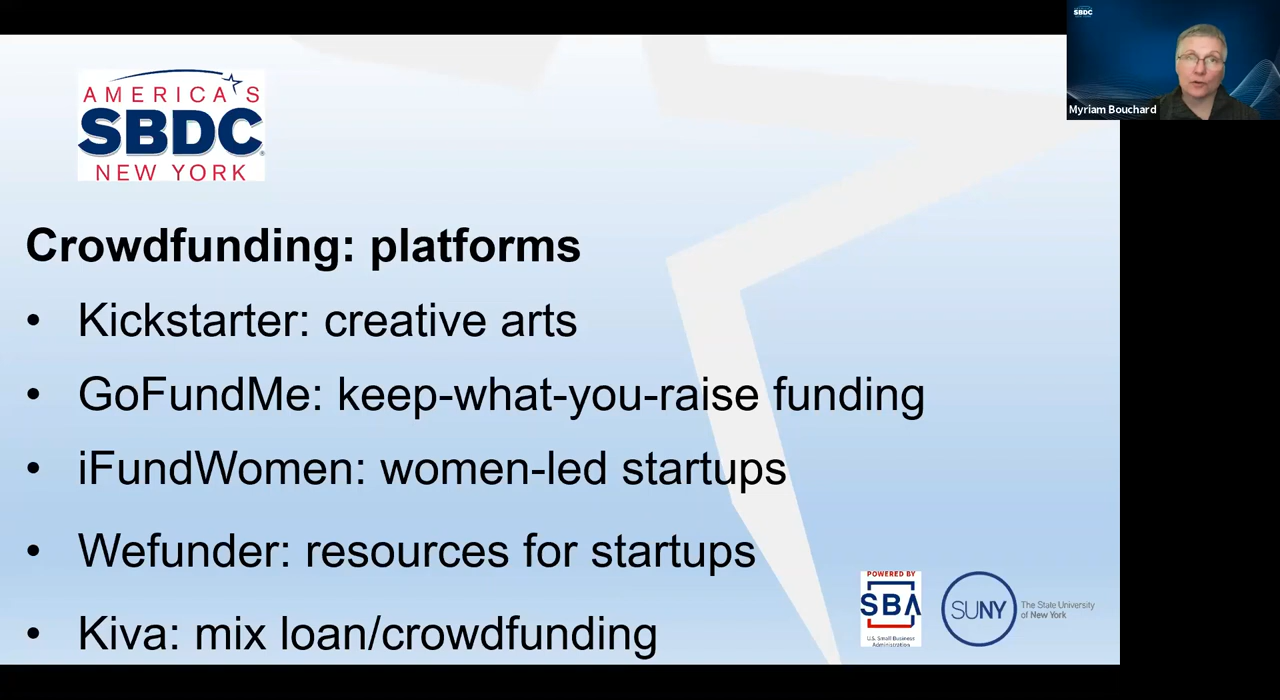 SBDC
Myriam Bouchard
AMERICA'S
SBDC
NEW YORK
Crowdfunding: platforms
• Kickstarter: creative arts
• GoFundMe: keep-what-you-raise funding
• iFundWomen: women-led startups
• Wefunder: resources for startups
• Kiva: mix loan/crowdfunding
POWERED BY
SBA
U.S. Small Business
Administration
SUNY
The State University
of New York